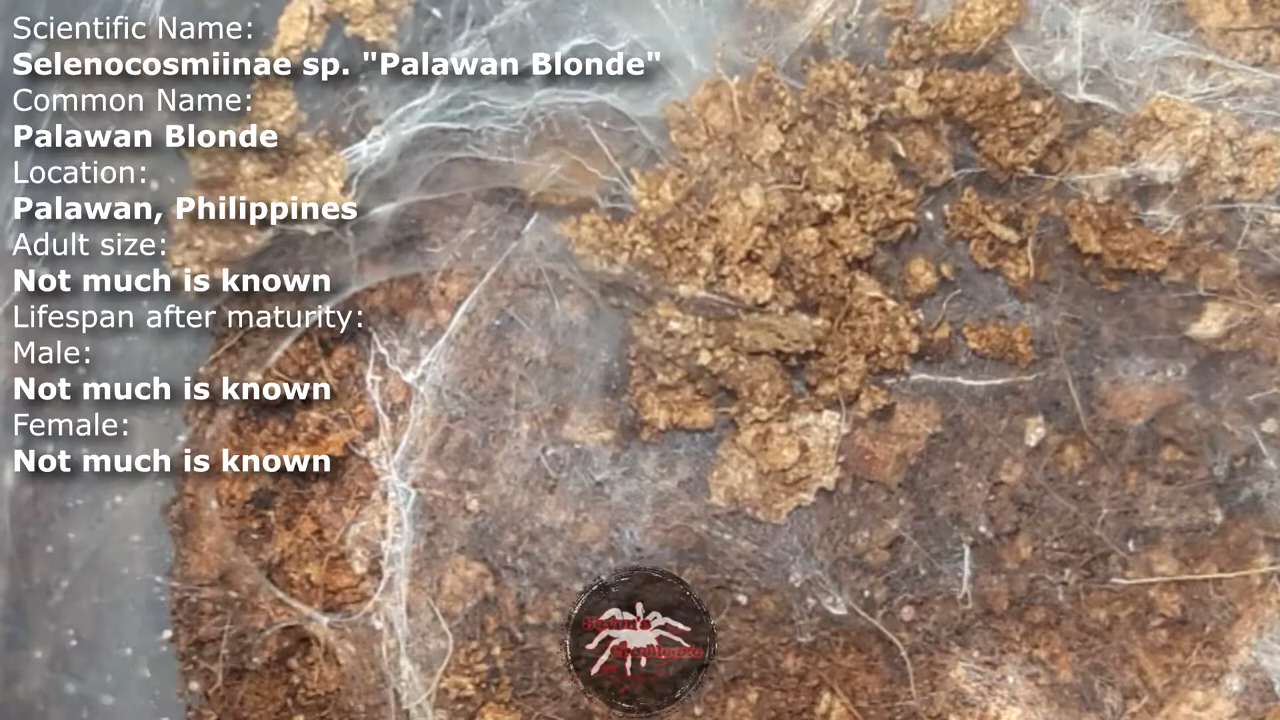 Scientific Name:
Selenocosmiinae sp. "Palawan Blonde"
Common Name:
Palawan Blonde
Location:
Palawan, Philippines
Adult size:
Not much is known
Lifespan after maturity:
Male:
Not much is known
Female:
Not much is known